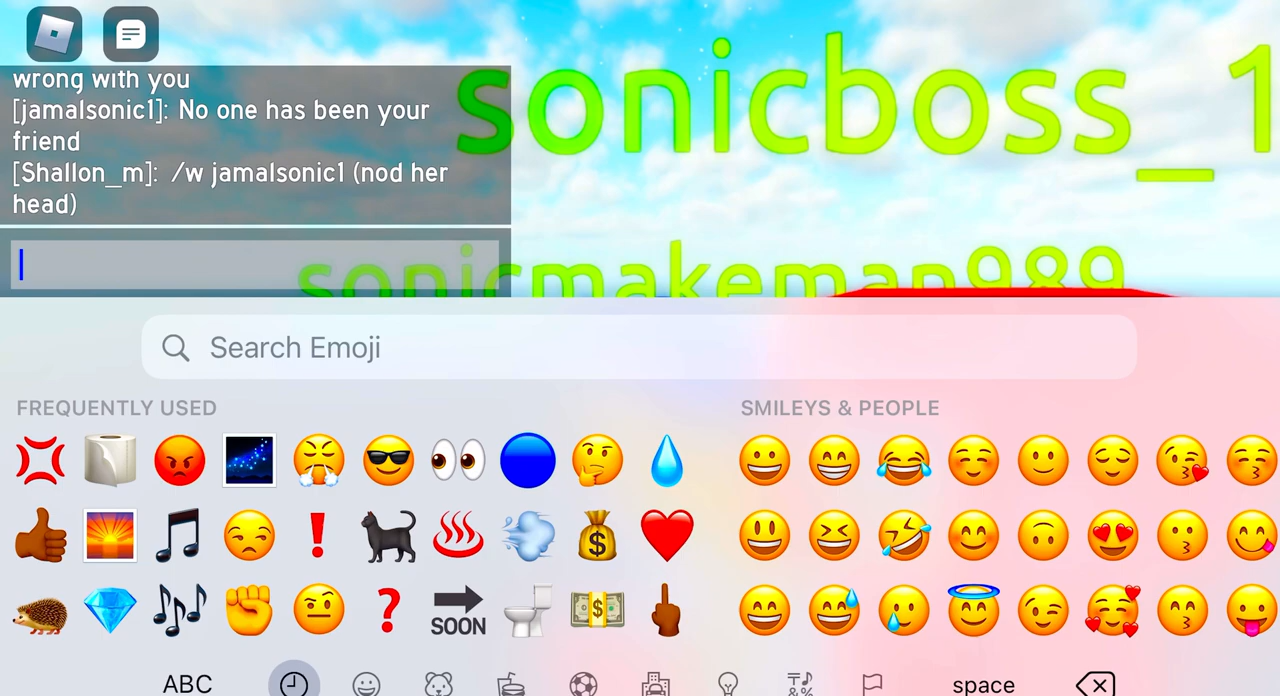 wrong with you
[jamalsonic1]: No one has been your
friend
[Shallon_m]: /w jamalsonic1 (nod her
head)
sonicboss_1
sonicmakeman989
Search Emoji
FREQUENTLY USED
SMILEYS & PEOPLE
SOON
ABC
space